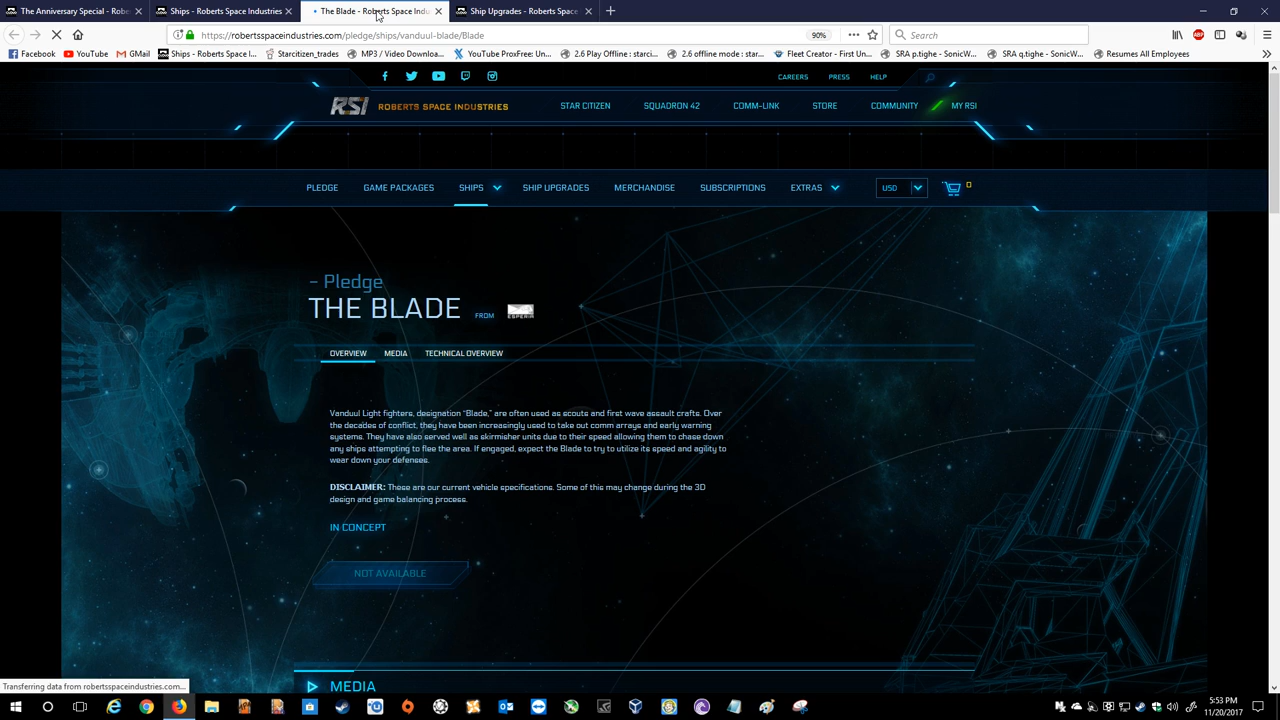 The Anniversary Special - Rober
Ships - Roberts Space Industries
The Blade - Roberts Space Indu
Ship Upgrades - Roberts Space
https://robertsspaceindustries.com/pledge/ships/vanduul-blade/Blade
90%
Search
Facebook
YouTube
GMail
Ships - Roberts Space I...
Starcitizen_trades
MP3 / Video Downloa...
YouTube ProxFree: Un...
2.6 Play Offline : starci...
2.6 offline mode : star...
Fleet Creator - First Un...
SRA p.tighe - SonicW...
SRA q.tighe - SonicW...
Resumes All Employees
CAREERS
PRESS
HELP
RSI ROBERTS SPACE INDUSTRIES
STAR CITIZEN
SQUADRON 42
COMM-LINK
STORE
COMMUNITY
MY RSI
PLEDGE
GAME PACKAGES
SHIPS
SHIP UPGRADES
MERCHANDISE
SUBSCRIPTIONS
EXTRAS
USD
0
- Pledge
THE BLADE FROM ESPERIA
OVERVIEW
MEDIA
TECHNICAL OVERVIEW
Vanduul Light fighters, designation "Blade," are often used as scouts and first wave assault crafts. Over
the decades of conflict, they have been increasingly used to take out comm arrays and early warning
systems. They have also served well as skirmisher units due to their speed allowing them to chase down
any ships attempting to flee the area. If engaged, expect the Blade to try to utilize its speed and agility to
wear down your defenses.
DISCLAIMER: These are our current vehicle specifications. Some of this may change during the 3D
design and game balancing process.
IN CONCEPT
NOT AVAILABLE
MEDIA
Transferring data from robertsspaceindustries.com...
5:53 PM
11/20/2017